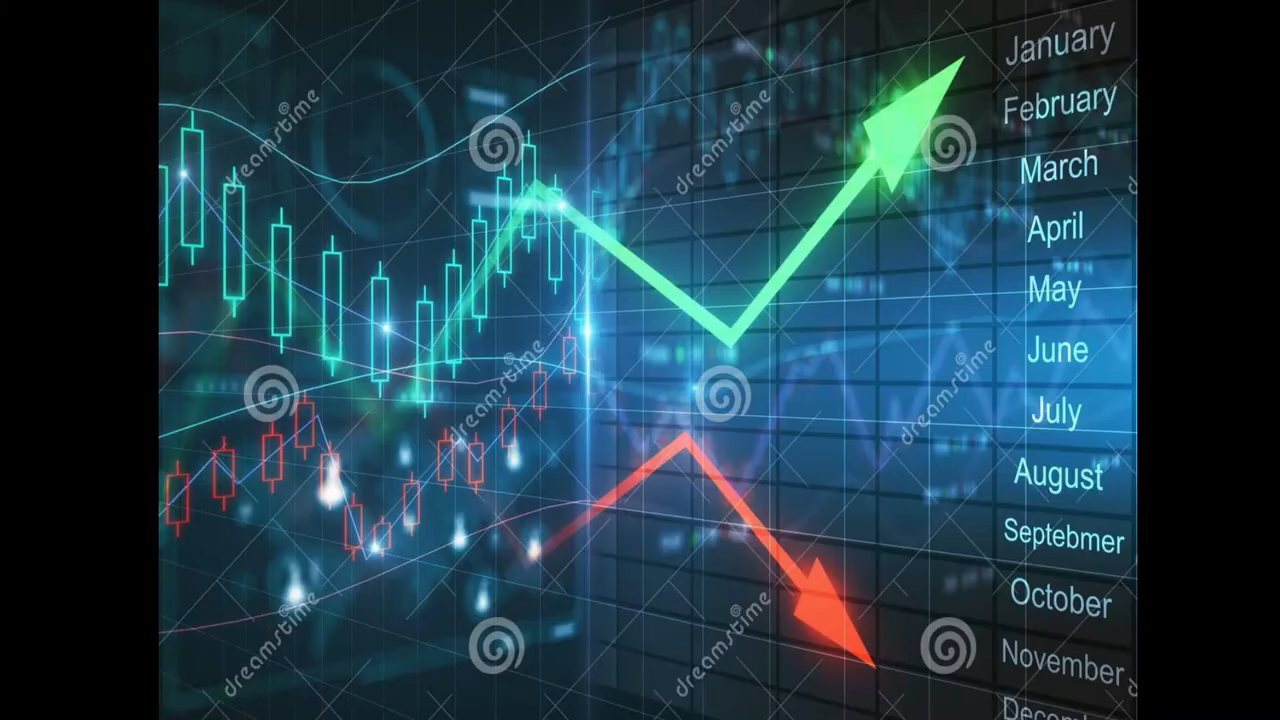 January
February
March
April
May
June
July
August
Septebmer
October
November
dreamstime
dreamstime
dreamstime
dreamstime
dreamstime
dreamstime